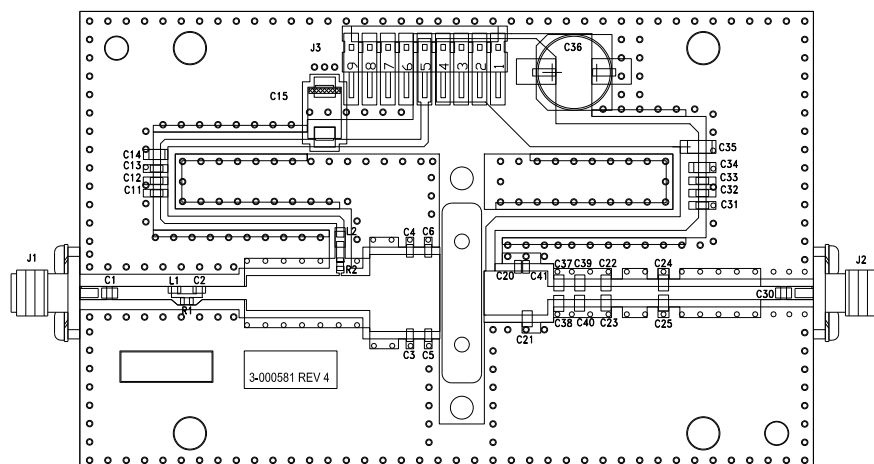 J3
C36
9 8 7 6 5 4 3 2 1
C15
C35
C14
C13
C12
C11
C34
C33
C32
C31
L2
R2
C4 C6
J1
C1
L1 C2
R1
C20 C41
C37 C39 C22 C24
C30
J2
C38 C40 C23 C25
C21
C3 C5
3-000581 REV 4